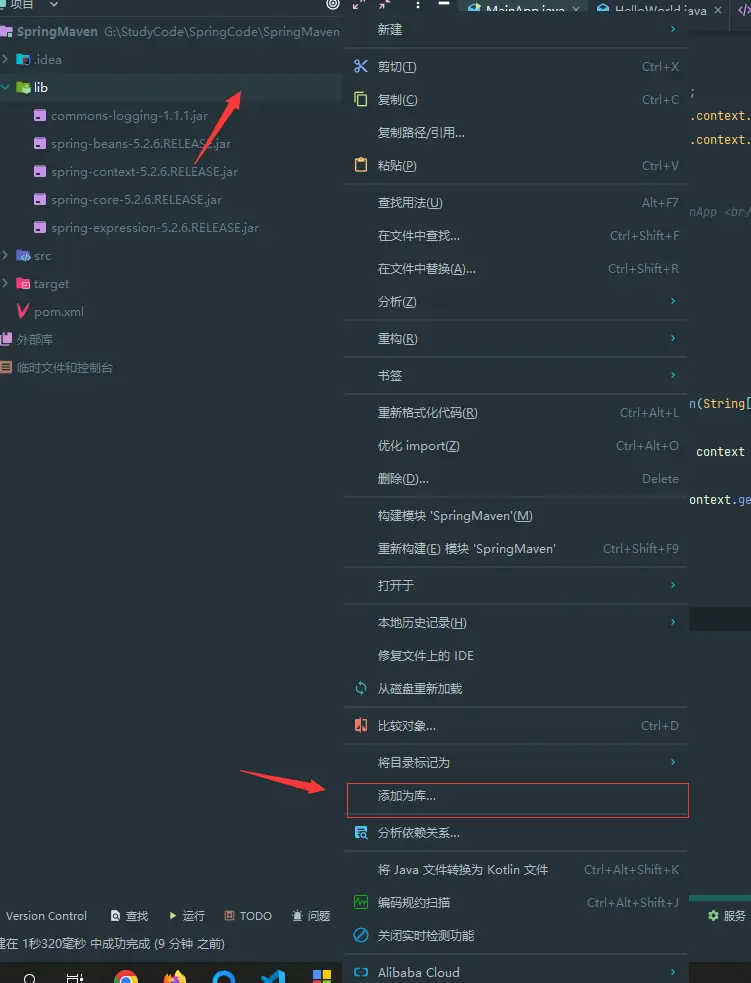 项目
SpringMaven G:\StudyCode\SpringCode\SpringMaven
.idea
lib
commons-logging-1.1.1.jar
spring-beans-5.2.6.RELEASE.jar
spring-context-5.2.6.RELEASE.jar
spring-core-5.2.6.RELEASE.jar
spring-expression-5.2.6.RELEASE.jar
src
target
pom.xml
外部库
临时文件和控制台
MainApp.java
HelloWorld.java
;
.context.
.context.
nApp <br/
n(String[
context
ontext.ge
新建
剪切(T) Ctrl+X
复制(C) Ctrl+C
复制路径/引用...
粘贴(P) Ctrl+V
查找用法(U) Alt+F7
在文件中查找... Ctrl+Shift+F
在文件中替换(A)... Ctrl+Shift+R
分析(Z)
重构(R)
书签
重新格式化代码(R) Ctrl+Alt+L
优化 import(Z) Ctrl+Alt+O
删除(D)... Delete
构建模块 'SpringMaven'(M)
重新构建(E) 模块 'SpringMaven' Ctrl+Shift+F9
打开于
本地历史记录(H)
修复文件上的 IDE
从磁盘重新加载
比较对象... Ctrl+D
将目录标记为
添加为库...
分析依赖关系...
将 Java 文件转换为 Kotlin 文件 Ctrl+Alt+Shift+K
编码规约扫描 Ctrl+Alt+Shift+J
关闭实时检测功能
Alibaba Cloud
Version Control 查找 运行 TODO 问题
服务
建在 1秒320毫秒 中成功完成 (9 分钟 之前)